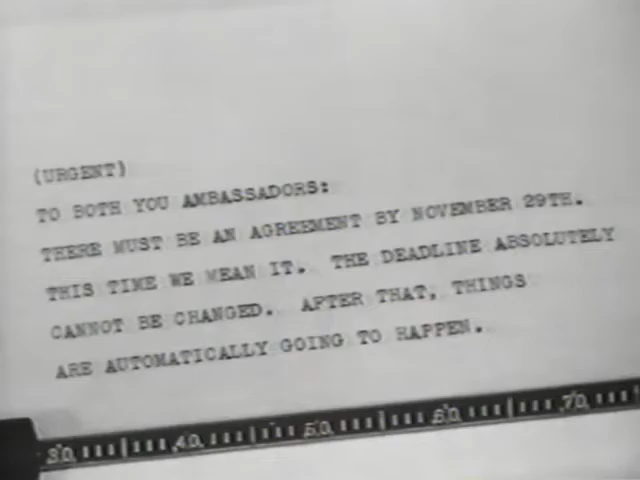 (URGENT)
TO BOTH YOU AMBASSADORS:
THERE MUST BE AN AGREEMENT BY NOVEMBER 29TH.
THIS TIME WE MEAN IT. THE DEADLINE ABSOLUTELY
CANNOT BE CHANGED. AFTER THAT, THINGS
ARE AUTOMATICALLY GOING TO HAPPEN.
30 40 50 60 70